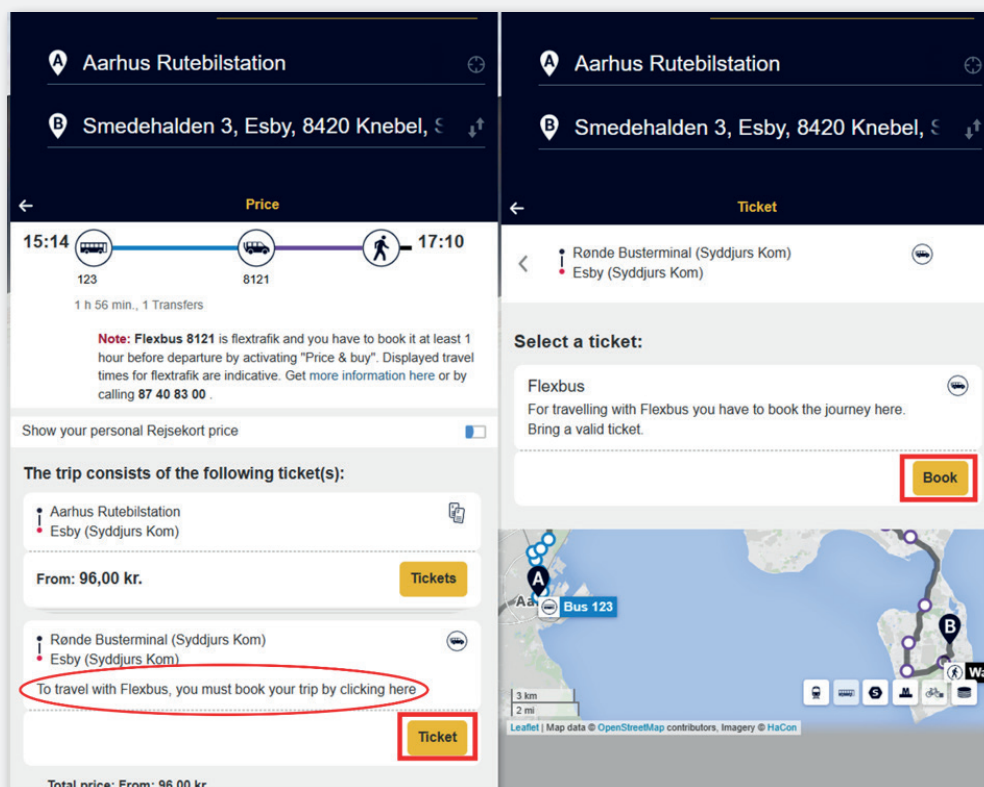 Aarhus Rutebilstation
Smedehalden 3, Esby, 8420 Knebel,
Price
15:14
17:10
123
8121
1 h 56 min., 1 Transfers
Note: Flexbus 8121 is flextrafik and you have to book it at least 1
hour before departure by activating "Price & buy". Displayed travel
times for flextrafik are indicative. Get more information here or by
calling 87 40 83 00 .
Show your personal Rejsekort price
The trip consists of the following ticket(s):
Aarhus Rutebilstation
Esby (Syddjurs Kom)
From: 96,00 kr.
Tickets
Rønde Busterminal (Syddjurs Kom)
Esby (Syddjurs Kom)
To travel with Flexbus, you must book your trip by clicking here
Ticket
Total price: From: 96,00 kr.
Aarhus Rutebilstation
Smedehalden 3, Esby, 8420 Knebel,
Ticket
Rønde Busterminal (Syddjurs Kom)
Esby (Syddjurs Kom)
Select a ticket:
Flexbus
For travelling with Flexbus you have to book the journey here.
Bring a valid ticket.
Book
A
Bus 123
B
3 km
2 mi
Leaflet | Map data © OpenStreetMap contributors, Imagery © HaCon